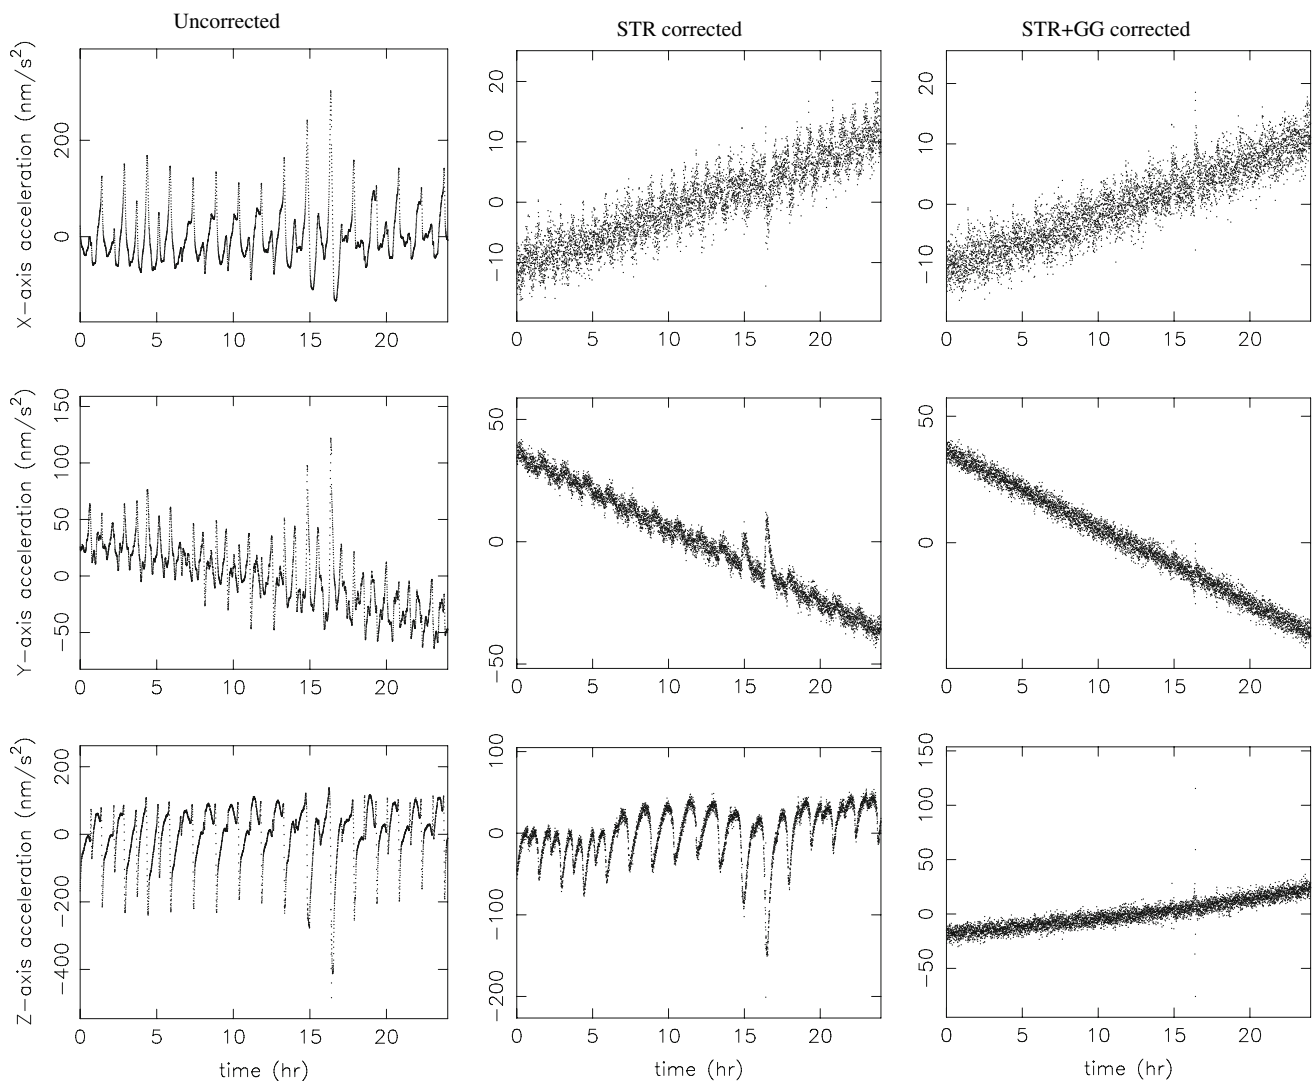 Uncorrected
STR corrected
STR+GG corrected
X-axis acceleration (nm/s²)
200
0
0 5 10 15 20
20
10
0
-10
0 5 10 15 20
20
10
0
-10
0 5 10 15 20
Y-axis acceleration (nm/s²)
150
100
50
0
-50
0 5 10 15 20
50
0
-50
0 5 10 15 20
50
0
0 5 10 15 20
Z-axis acceleration (nm/s²)
200
0
-200
-400
0 5 10 15 20
time (hr)
100
0
-100
-200
0 5 10 15 20
time (hr)
150
100
50
0
-50
0 5 10 15 20
time (hr)